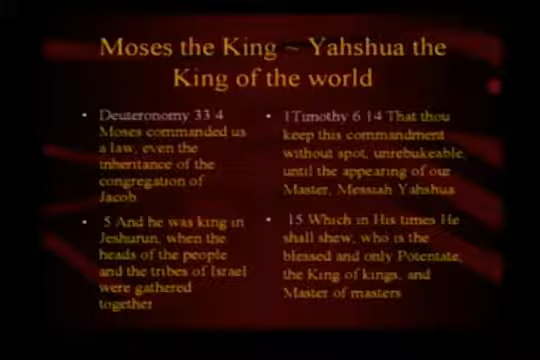 Moses the King ~ Yahshua the
King of the world
• Deuteronomy 33 4
Moses commanded us
a law, even the
inheritance of the
congregation of
Jacob
• 5 And he was king in
Jeshurun, when the
heads of the people
and the tribes of Israel
were gathered
together
• 1Timothy 6 14 That thou
keep this commandment
without spot, unrebukeable,
until the appearing of our
Master, Messiah Yahshua
• 15 Which in His times He
shall shew, who is the
blessed and only Potentate,
the King of kings, and
Master of masters